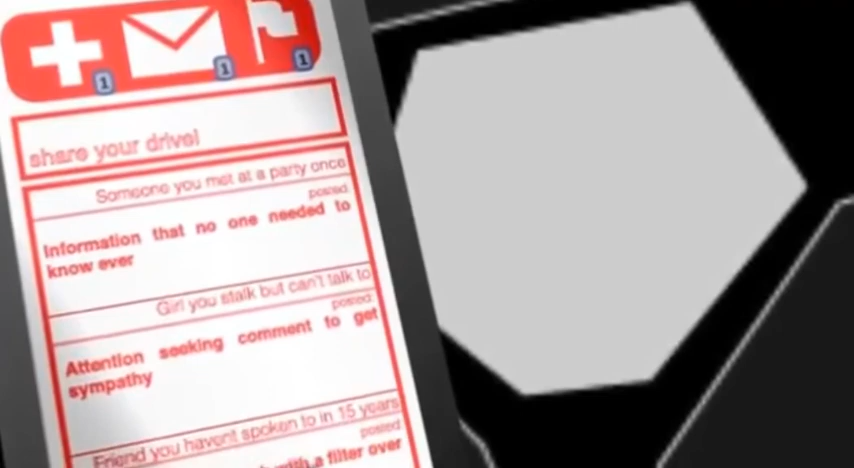 1
1
1
share your drivel
Someone you met at a party once
posted:
Information that no one needed to
know ever
Girl you stalk but can't talk to
posted:
Attention seeking comment to get
sympathy
Friend you havent spoken to in 15 years
posted:
with a filter over